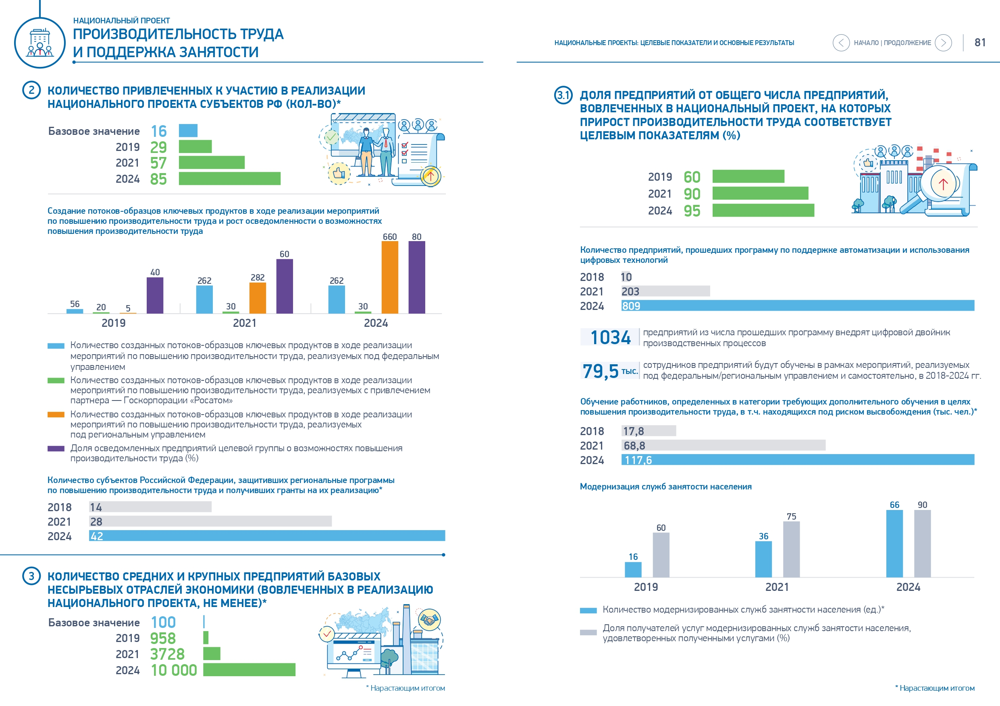 НАЦИОНАЛЬНЫЙ ПРОЕКТ
ПРОИЗВОДИТЕЛЬНОСТЬ ТРУДА
И ПОДДЕРЖКА ЗАНЯТОСТИ
НАЦИОНАЛЬНЫЕ ПРОЕКТЫ: ЦЕЛЕВЫЕ ПОКАЗАТЕЛИ И ОСНОВНЫЕ РЕЗУЛЬТАТЫ
НАЧАЛО | ПРОДОЛЖЕНИЕ
81
2 КОЛИЧЕСТВО ПРИВЛЕЧЕННЫХ К УЧАСТИЮ В РЕАЛИЗАЦИИ
НАЦИОНАЛЬНОГО ПРОЕКТА СУБЪЕКТОВ РФ (КОЛ-ВО)*
Базовое значение 16
2019 29
2021 57
2024 85
Создание потоков-образцов ключевых продуктов в ходе реализации мероприятий
по повышению производительности труда и рост осведомленности о возможностях
повышения производительности труда
56 20 5 40
262 30 282 60
262 30 660 80
2019 2021 2024
Количество созданных потоков-образцов ключевых продуктов в ходе реализации
мероприятий по повышению производительности труда, реализуемых под федеральным
управлением
Количество созданных потоков-образцов ключевых продуктов в ходе реализации
мероприятий по повышению производительности труда, реализуемых с привлечением
партнера — Госкорпорации «Росатом»
Количество созданных потоков-образцов ключевых продуктов в ходе реализации
мероприятий по повышению производительности труда, реализуемых
под региональным управлением
Доля осведомленных предприятий целевой группы о возможностях повышения
производительности труда (%)
Количество субъектов Российской Федерации, защитивших региональные программы
по повышению производительности труда и получивших гранты на их реализацию*
2018 14
2021 28
2024 42
3 КОЛИЧЕСТВО СРЕДНИХ И КРУПНЫХ ПРЕДПРИЯТИЙ БАЗОВЫХ
НЕСЫРЬЕВЫХ ОТРАСЛЕЙ ЭКОНОМИКИ (ВОВЛЕЧЕННЫХ В РЕАЛИЗАЦИЮ
НАЦИОНАЛЬНОГО ПРОЕКТА, НЕ МЕНЕЕ)*
Базовое значение 100
2019 958
2021 3728
2024 10 000
* Нарастающим итогом
3.1 ДОЛЯ ПРЕДПРИЯТИЙ ОТ ОБЩЕГО ЧИСЛА ПРЕДПРИЯТИЙ,
ВОВЛЕЧЕННЫХ В НАЦИОНАЛЬНЫЙ ПРОЕКТ, НА КОТОРЫХ
ПРИРОСТ ПРОИЗВОДИТЕЛЬНОСТИ ТРУДА СООТВЕТСТВУЕТ
ЦЕЛЕВЫМ ПОКАЗАТЕЛЯМ (%)
2019 60
2021 90
2024 95
Количество предприятий, прошедших программу по поддержке автоматизации и использования
цифровых технологий
2018 10
2021 203
2024 809
1034 предприятий из числа прошедших программу внедрят цифровой двойник
производственных процессов
79,5 тыс. сотрудников предприятий будут обучены в рамках мероприятий, реализуемых
под федеральным/региональным управлением и самостоятельно, в 2018-2024 гг.
Обучение работников, определенных в категории требующих дополнительного обучения в целях
повышения производительности труда, в т.ч. находящихся под риском высвобождения (тыс. чел.)*
2018 17,8
2021 68,8
2024 117,6
Модернизация служб занятости населения
16 60
36 75
66 90
2019 2021 2024
Количество модернизированных служб занятности населения (ед.)*
Доля получателей услуг модернизированных служб занятости населения,
удовлетворенных полученными услугами (%)
* Нарастающим итогом